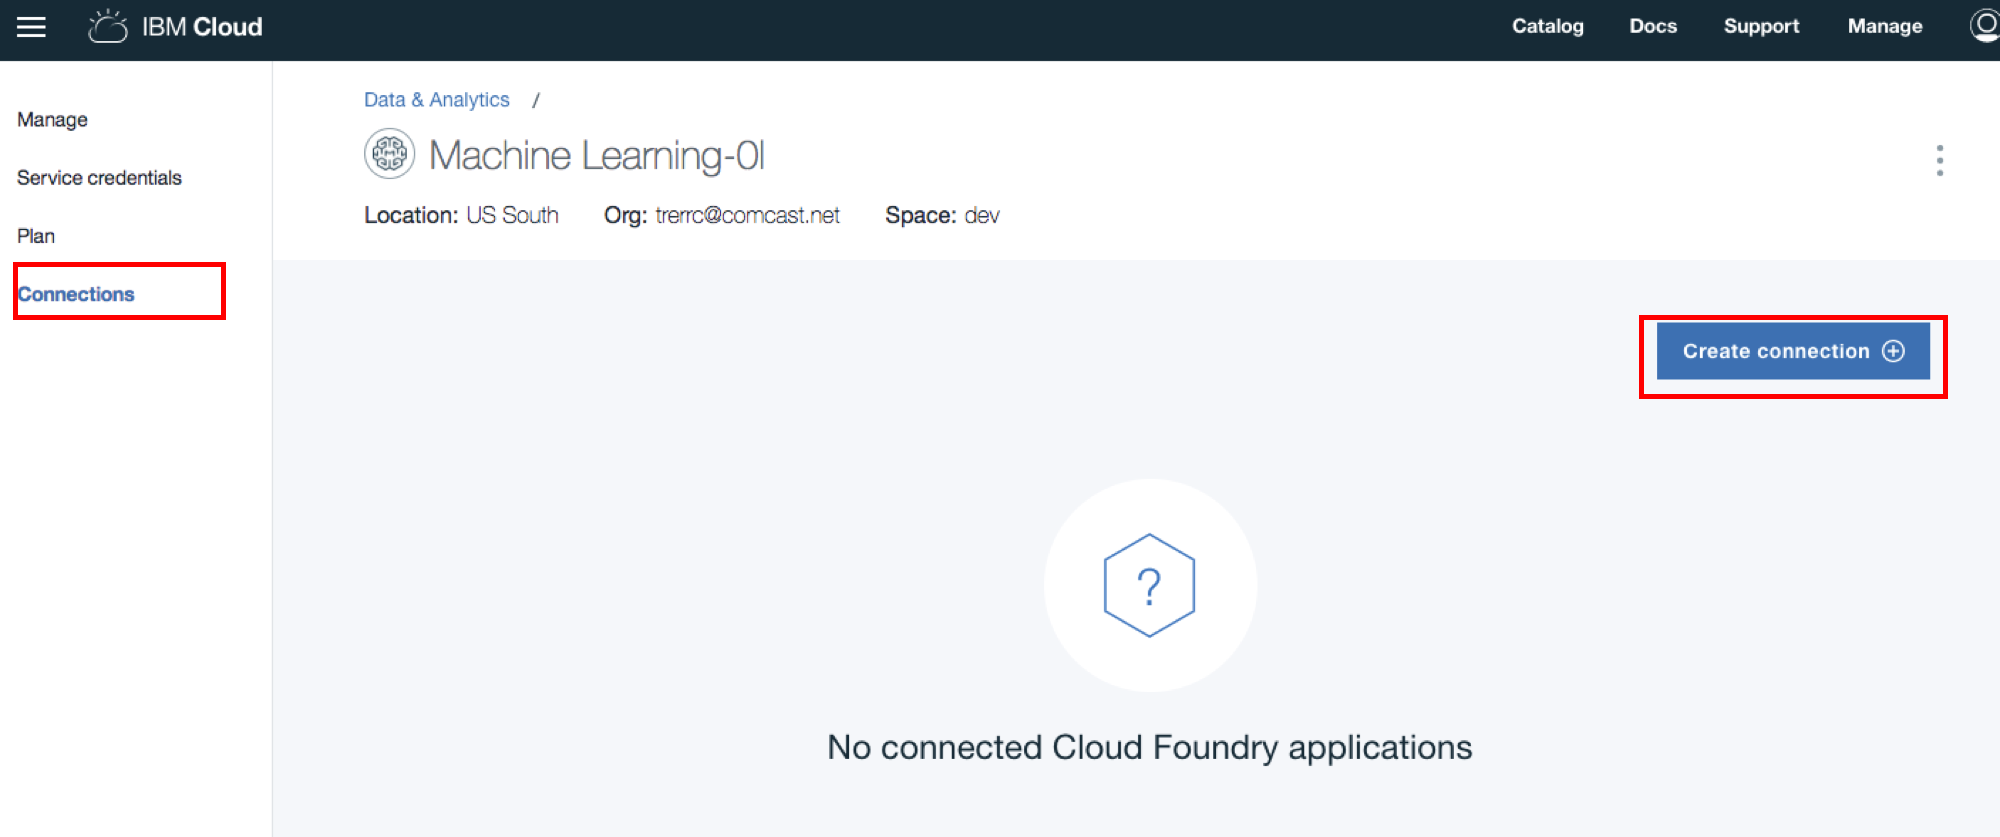 IBM Cloud
Catalog Docs Support Manage
Manage
Service credentials
Plan
Connections
Data & Analytics /
Machine Learning-0l
Location: US South Org: trerrc@comcast.net Space: dev
Create connection
?
No connected Cloud Foundry applications